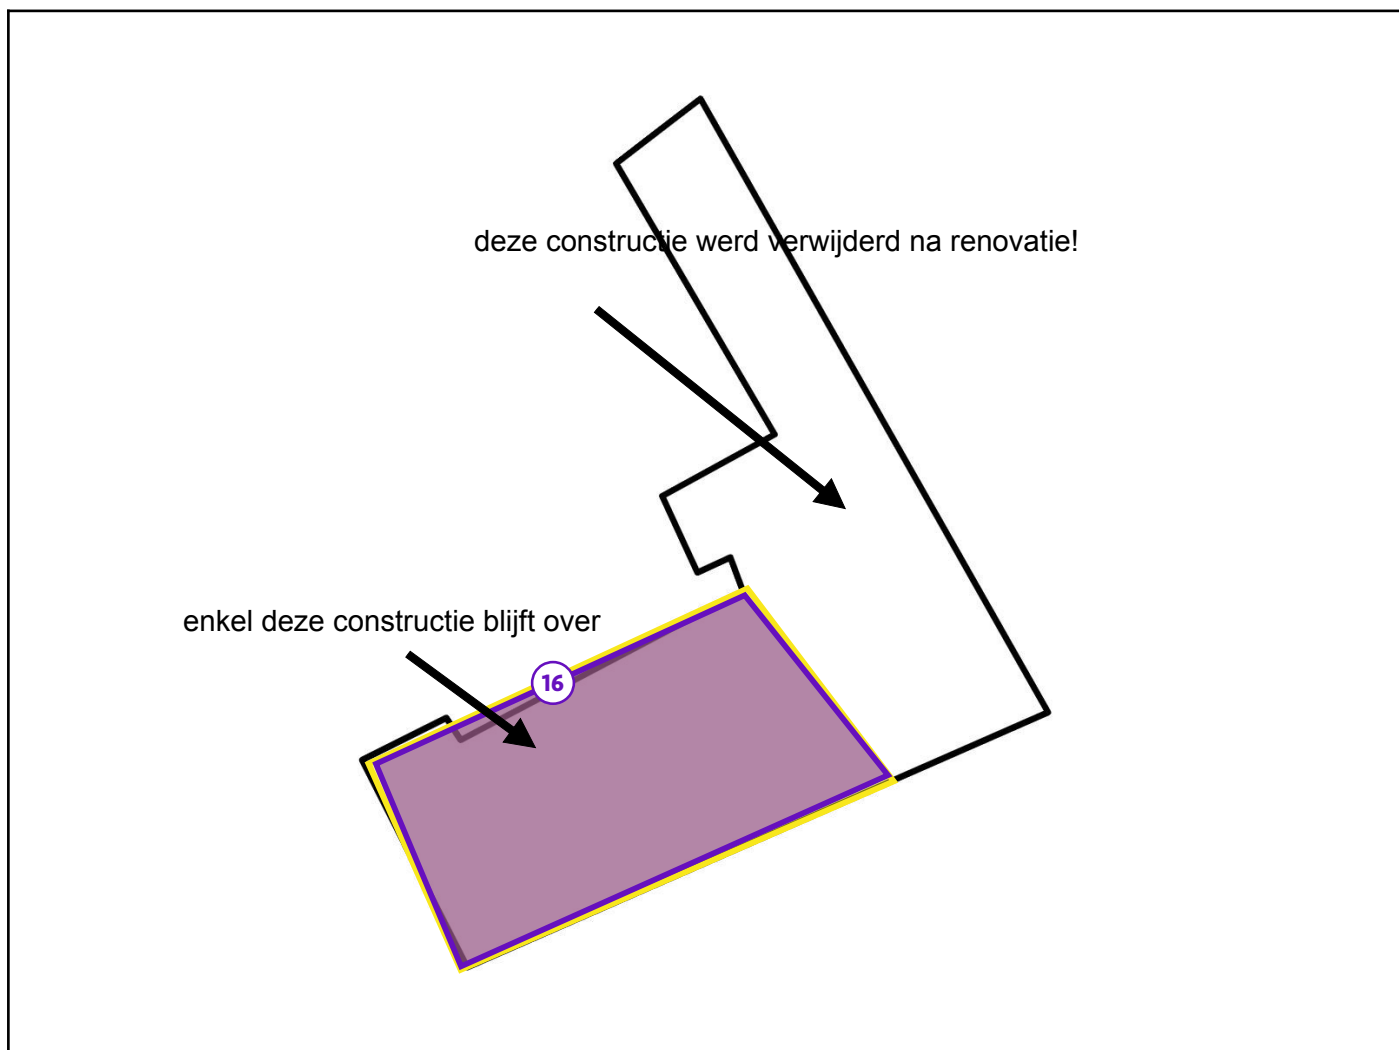 deze constructie werd verwijderd na renovatie!
enkel deze constructie blijft over
16